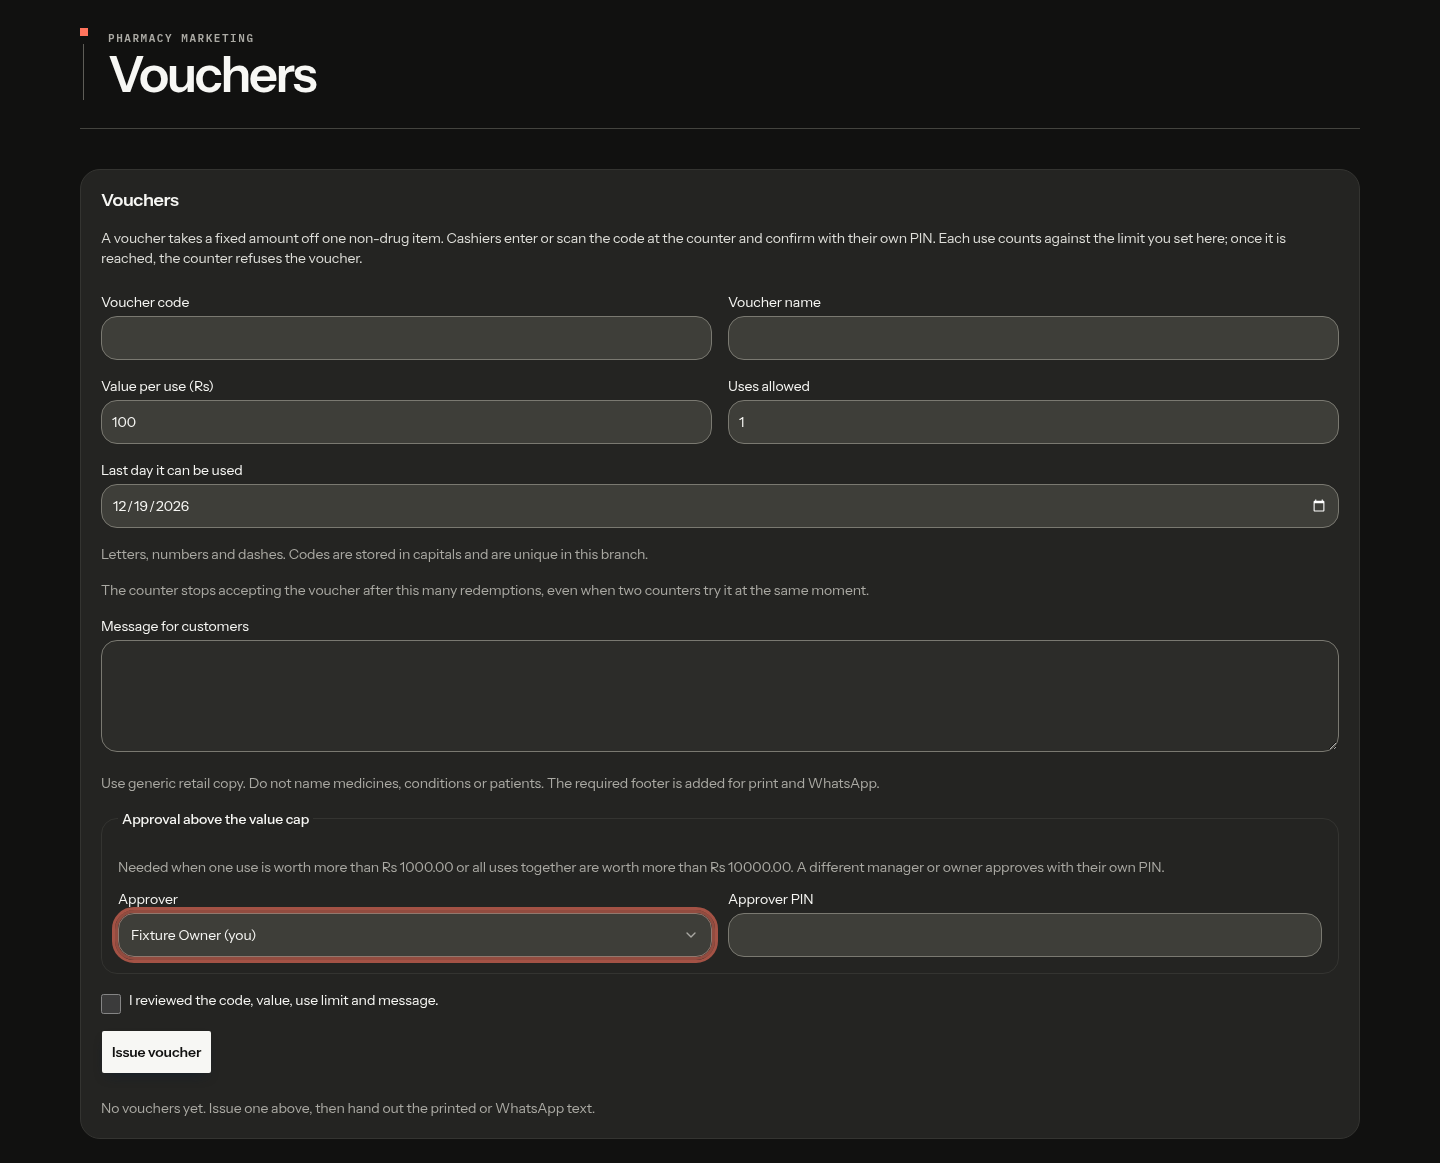 PHARMACY MARKETING
Vouchers
Vouchers
A voucher takes a fixed amount off one non-drug item. Cashiers enter or scan the code at the counter and confirm with their own PIN. Each use counts against the limit you set here; once it is
reached, the counter refuses the voucher.
Voucher code
Voucher name
Value per use (Rs)
Uses allowed
100
1
Last day it can be used
12/19/2026
Letters, numbers and dashes. Codes are stored in capitals and are unique in this branch.
The counter stops accepting the voucher after this many redemptions, even when two counters try it at the same moment.
Message for customers
Use generic retail copy. Do not name medicines, conditions or patients. The required footer is added for print and WhatsApp.
Approval above the value cap
Needed when one use is worth more than Rs 1000.00 or all uses together are worth more than Rs 10000.00. A different manager or owner approves with their own PIN.
Approver
Approver PIN
Fixture Owner (you)
I reviewed the code, value, use limit and message.
Issue voucher
No vouchers yet. Issue one above, then hand out the printed or WhatsApp text.